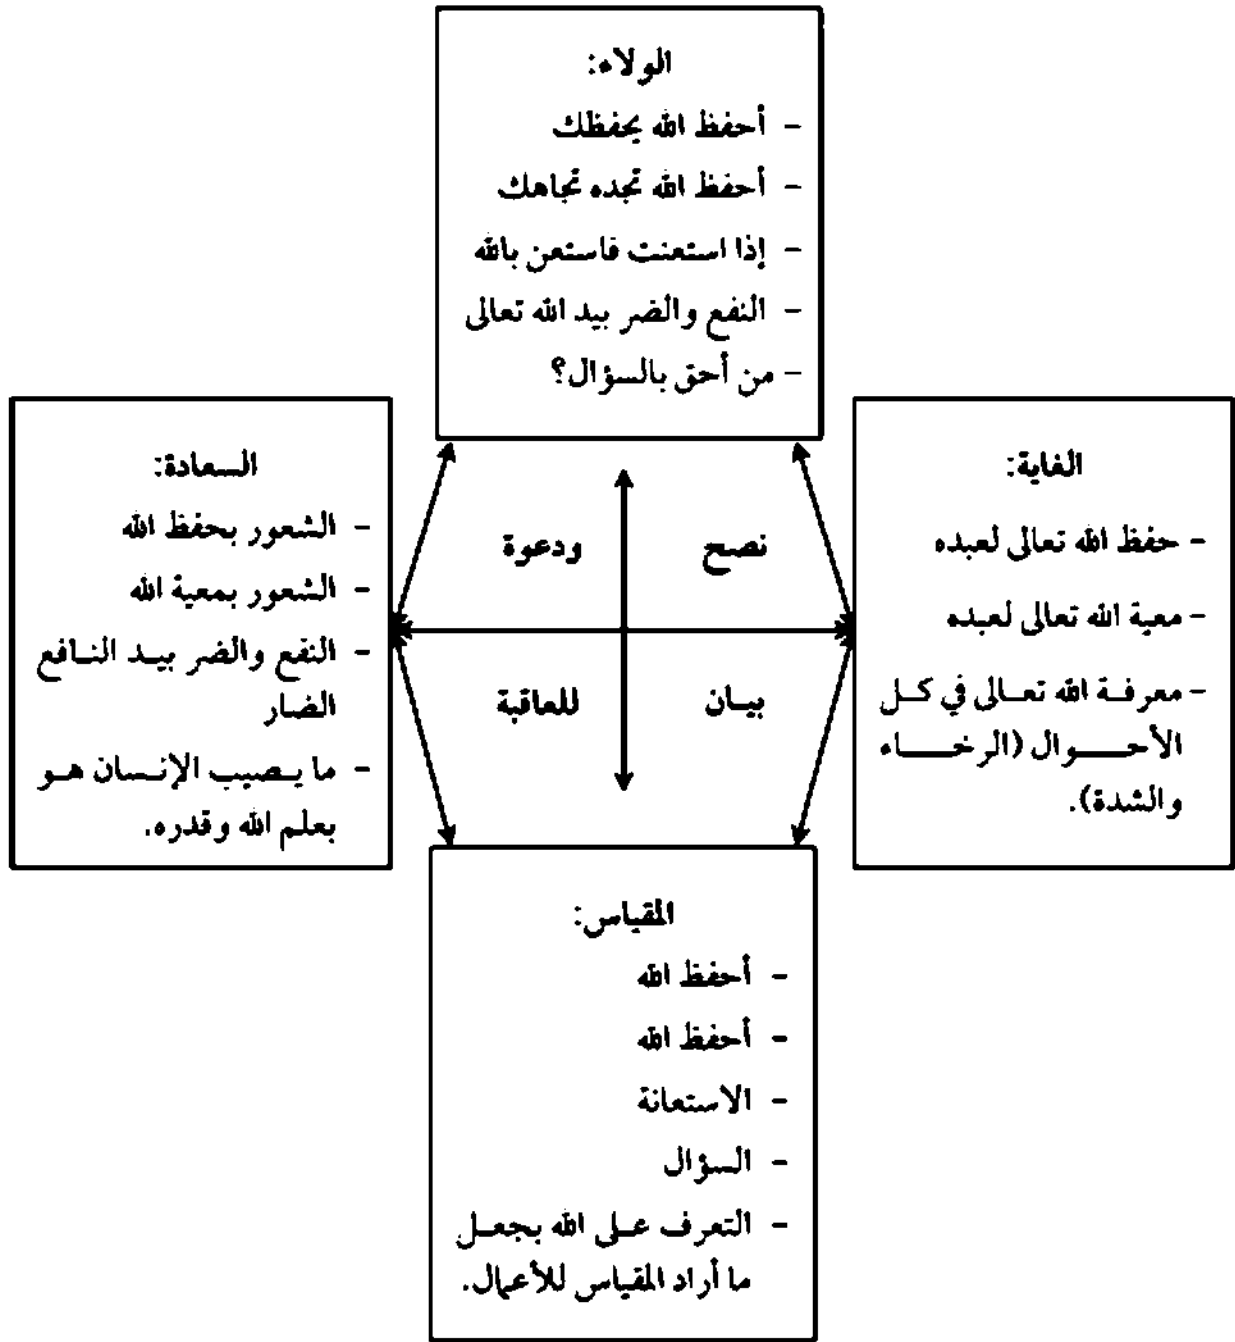 الولاء:
- أحفظ الله يحفظك
- أحفظ الله تجده تجاهك
- إذا استعنت فاستعن بالله
- النفع والضر بيد الله تعالى
- من أحق بالسؤال؟
الغاية:
- حفظ الله تعالى لعبده
- معية الله تعالى لعبده
- معرفة الله تعالى في كل
الأحوال (الرخاء
والشدة).
نصح ودعوة
بيان للعاقبة
السعادة:
- الشعور بحفظ الله
- الشعور بمعية الله
- النفع والضر بيد النافع
الضار
- ما يصيب الإنسان هو
بعلم الله وقدره.
المقياس:
- أحفظ الله
- أحفظ الله
- الاستعانة
- السؤال
- التعرف على الله بجعل
ما أراد المقياس للأعمال.